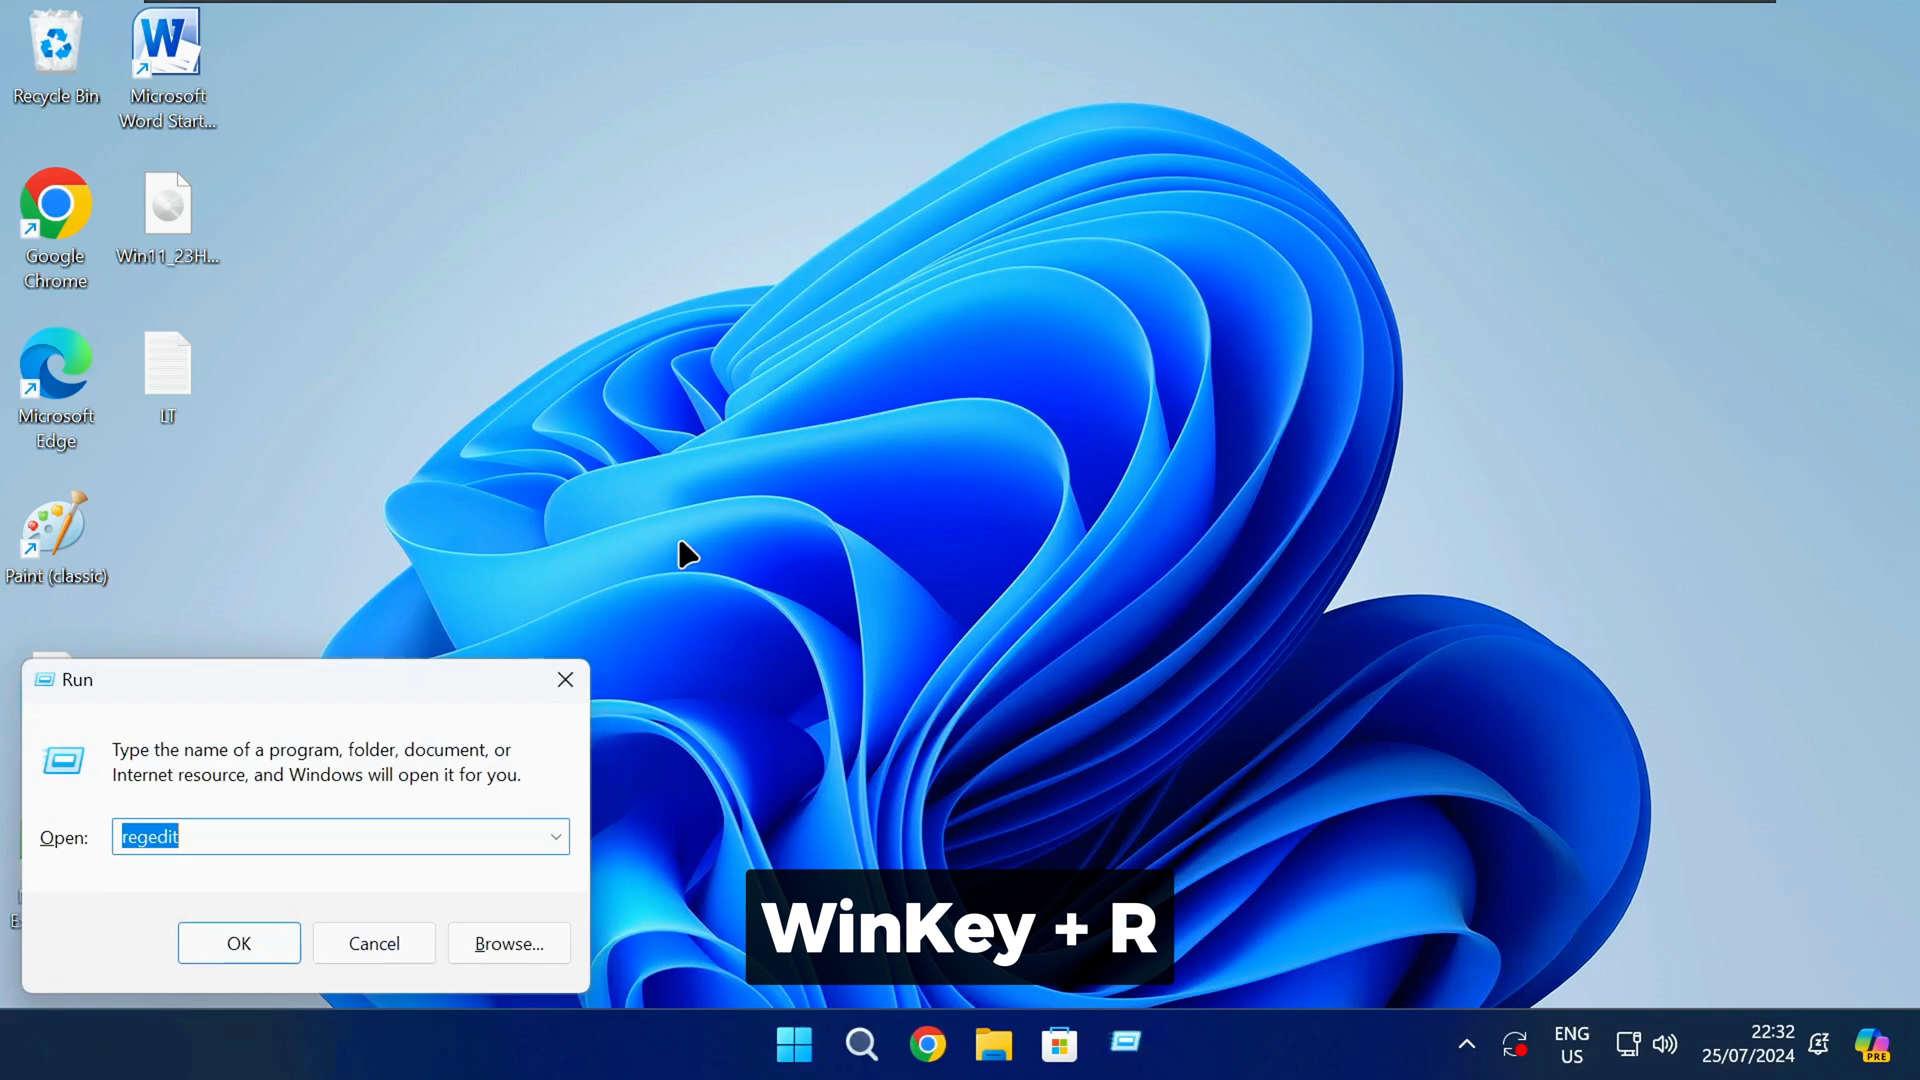 Recycle Bin
Microsoft
Word Start...
Google
Chrome
Win11_23H...
Microsoft
Edge
LT
Paint (classic)
Run
Type the name of a program, folder, document, or
Internet resource, and Windows will open it for you.
Open:
regedit
OK
Cancel
Browse...
WinKey + R
ENG
US
22:32
25/07/2024
PRE